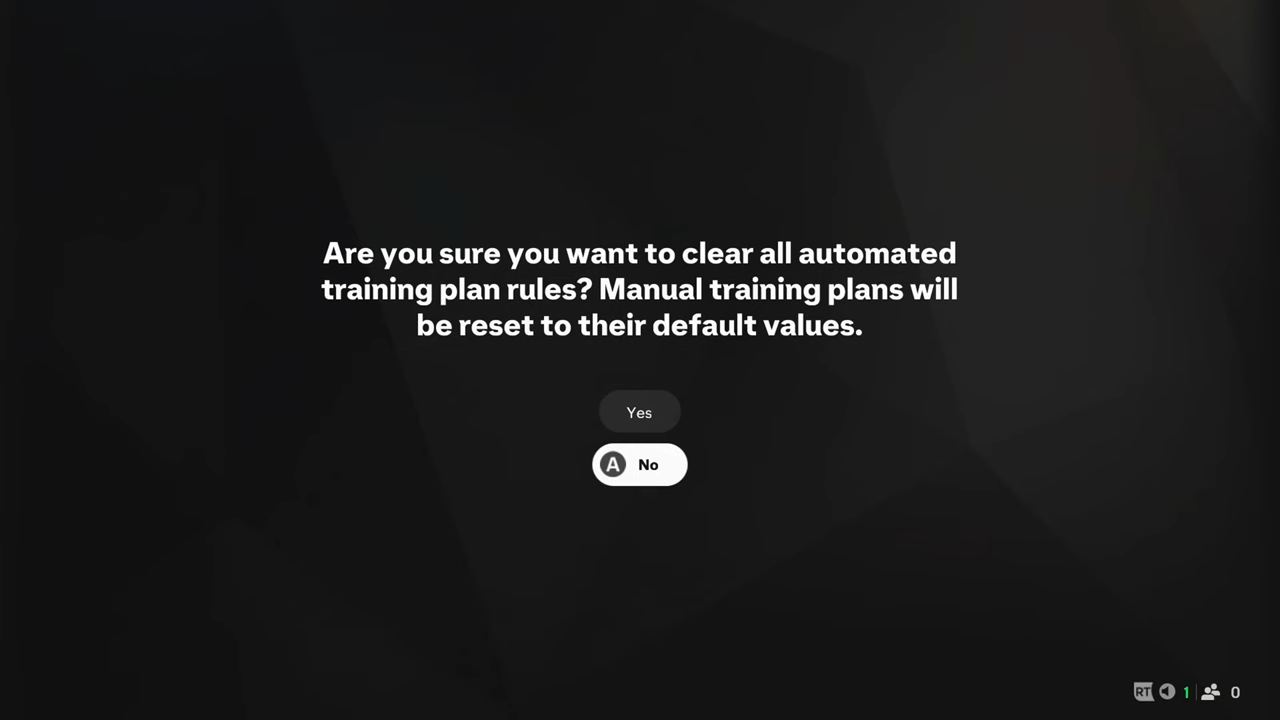 Are you sure you want to clear all automated
training plan rules? Manual training plans will
be reset to their default values.
Yes
A No
RT 1 0